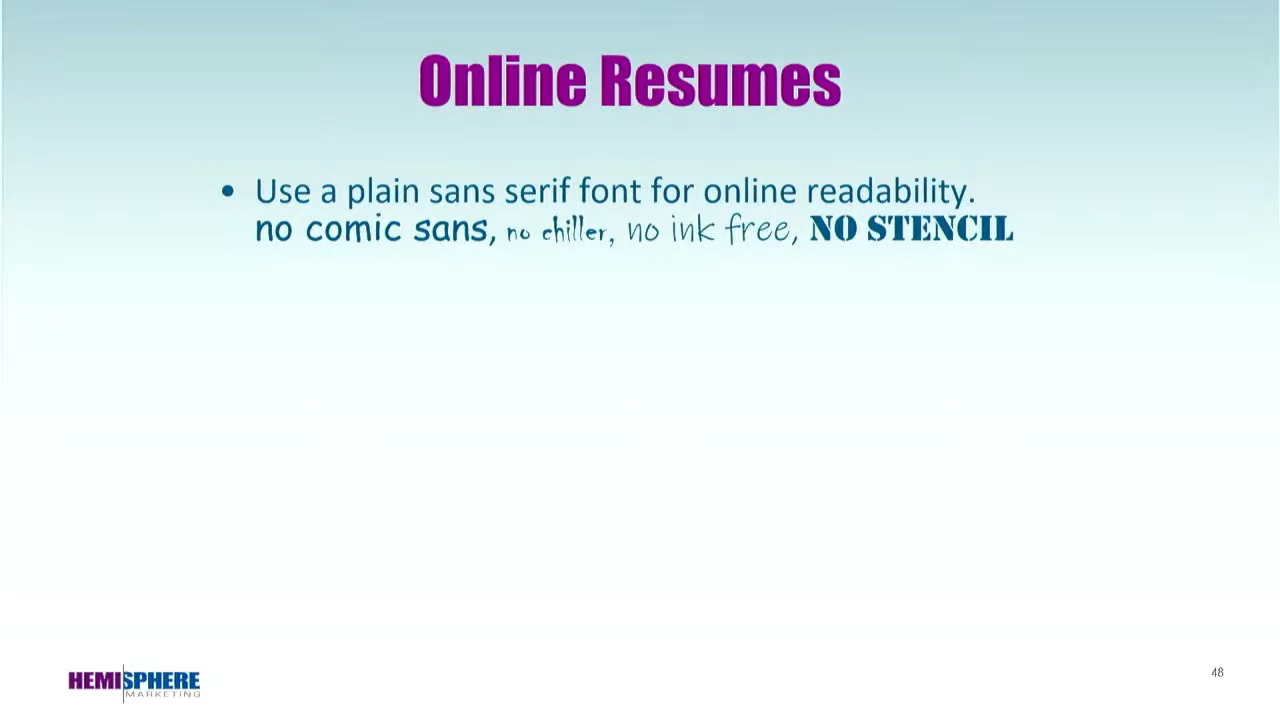 Online Resumes
• Use a plain sans serif font for online readability.
no comic sans, no chiller, no ink free, NO STENCIL
HEMISPHERE
MARKETING
48